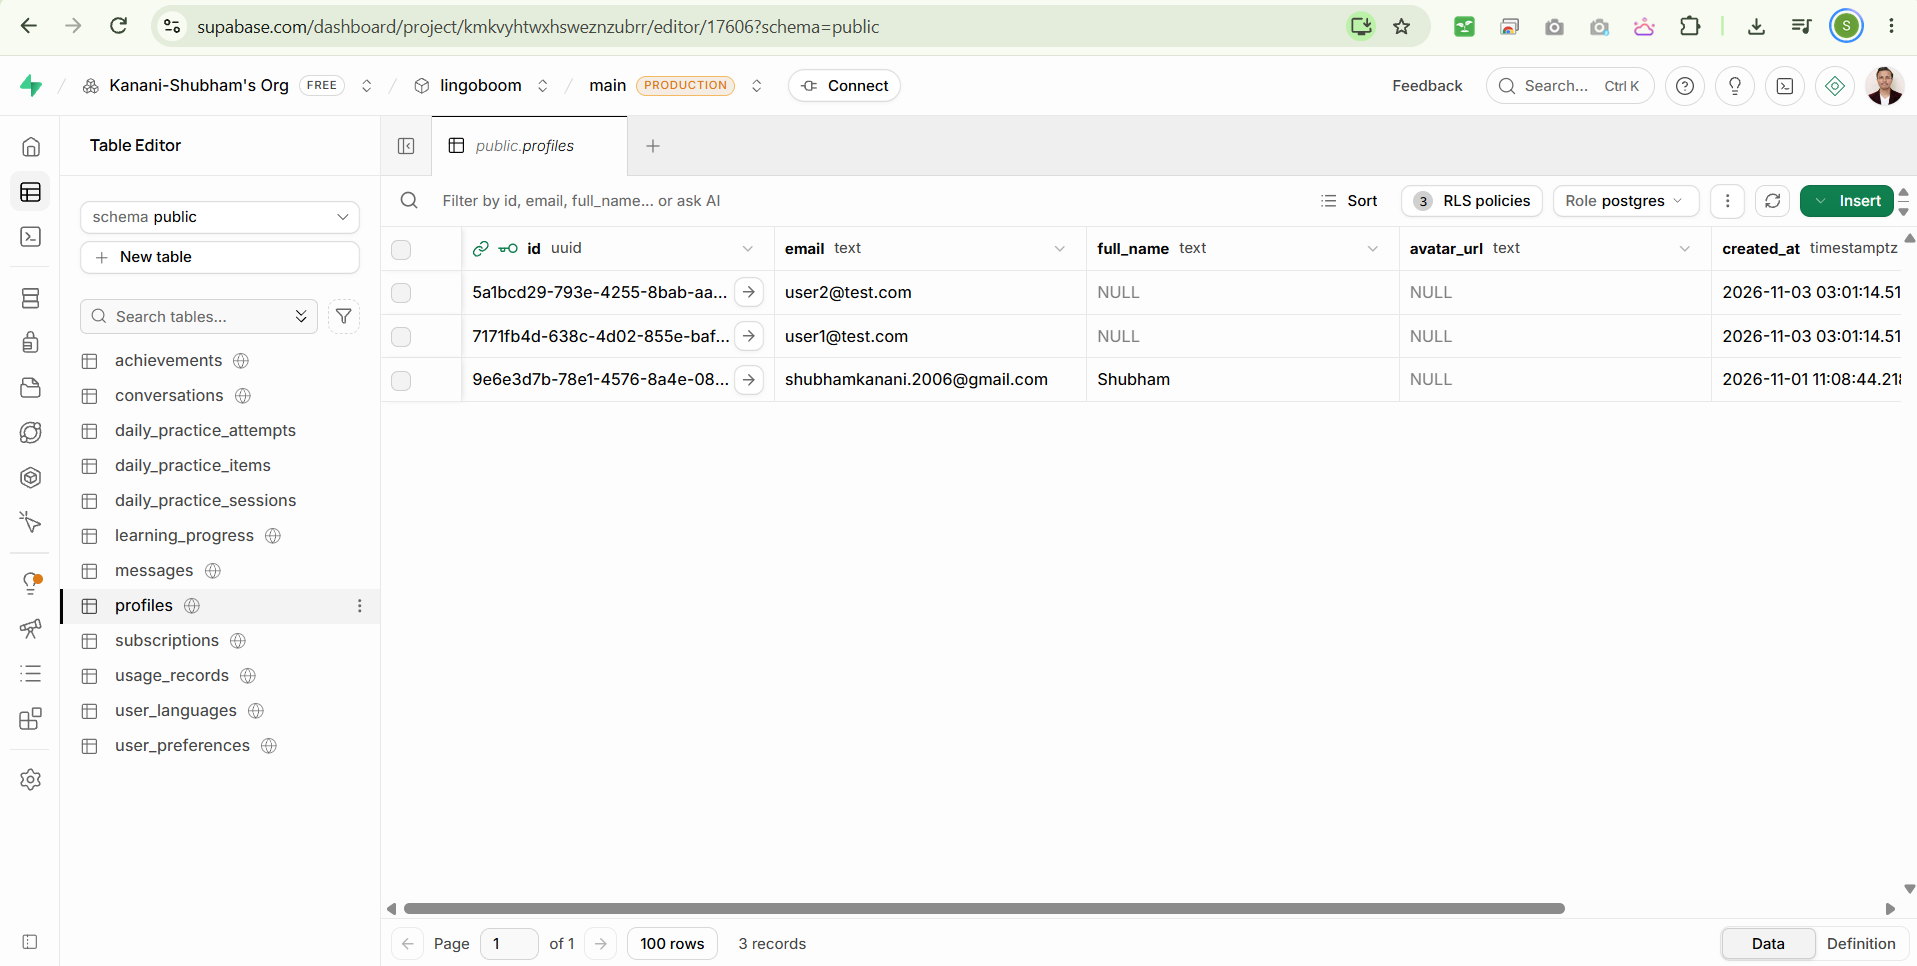 supabase.com/dashboard/project/kmkvyhtwxhsweznzubrr/editor/17606?schema=public
S
Kanani-Shubham's Org FREE / lingoboom / main PRODUCTION Connect Feedback Search... Ctrl K
Table Editor
public.profiles
schema public
New table
Search tables...
achievements
conversations
daily_practice_attempts
daily_practice_items
daily_practice_sessions
learning_progress
messages
profiles
subscriptions
usage_records
user_languages
user_preferences
Filter by id, email, full_name... or ask AI Sort 3 RLS policies Role postgres Insert
id uuid email text full_name text avatar_url text created_at timestamptz
5a1bcd29-793e-4255-8bab-aa... user2@test.com NULL NULL 2026-11-03 03:01:14.51
7171fb4d-638c-4d02-855e-baf... user1@test.com NULL NULL 2026-11-03 03:01:14.51
9e6e3d7b-78e1-4576-8a4e-08... shubhamkanani.2006@gmail.com Shubham NULL 2026-11-01 11:08:44.218
Page 1 of 1 100 rows 3 records Data Definition